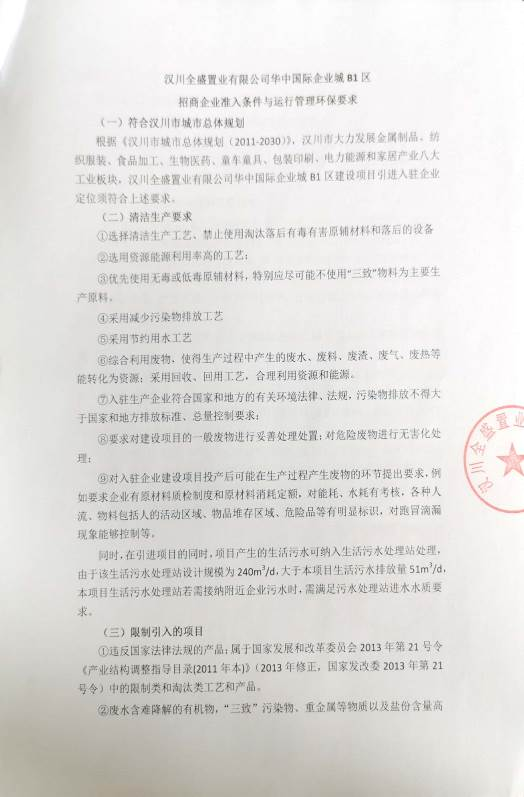 汉川全盛置业有限公司华中国际企业城 B1 区
招商企业准入条件与运行管理环保要求
（一）符合汉川市城市总体规划
根据《汉川市城市总体规划（2011-2030）》，汉川市大力发展金属制品、纺
织服装、食品加工、生物医药、童车童具、包装印刷、电力能源和家居产业八大
工业板块，汉川全盛置业有限公司华中国际企业城 B1 区建设项目引进入驻企业
定位须符合上述要求。
（二）清洁生产要求
①选择清洁生产工艺、禁止使用淘汰落后有毒有害原辅材料和落后的设备
②选用资源能源利用率高的工艺；
③优先使用无毒或低毒原辅材料，特别应尽可能不使用“三致”物料为主要生
产原料。
④采用减少污染物排放工艺
⑤采用节约用水工艺
⑥综合利用废物、使得生产过程中产生的废水、废料、废渣、废气、废热等
能转化为资源；采用回收、回用工艺，合理利用资源和能源。
⑦入驻生产企业符合国家和地方的有关环境法律、法规，污染物排放不得大
于国家和地方排放标准、总量控制要求；
⑧要求对建设项目的一般废物进行妥善处理处置；对危险废物进行无害化处
理；
⑨对入驻企业建设项目投产后可能在生产过程产生废物的环节提出要求，例
如要求企业有原材料质检制度和原材料消耗定额，对能耗、水耗有考核，各种人
流、物料包括人的活动区域、物品堆存区域、危险品等有明显标识，对跑冒滴漏
现象能够控制等。
同时，在引进项目的同时，项目产生的生活污水可纳入生活污水处理站处理，
由于该生活污水处理站设计规模为 240m³/d，大于本项目生活污水排放量 51m³/d，
本项目生活污水处理站若需接纳附近企业污水时，需满足污水处理站进水水质要
求。
（三）限制引入的项目
①违反国家法律法规的产品；属于国家发展和改革委员会 2013 年第 21 号令
《产业结构调整指导目录(2011 年本)》（2013 年修正，国家发改委 2013 年第 21
号令）中的限制类和淘汰类工艺和产品。
②废水含难降解的有机物，“三致”污染物、重金属等物质以及盐份含量高
汉川全盛置业